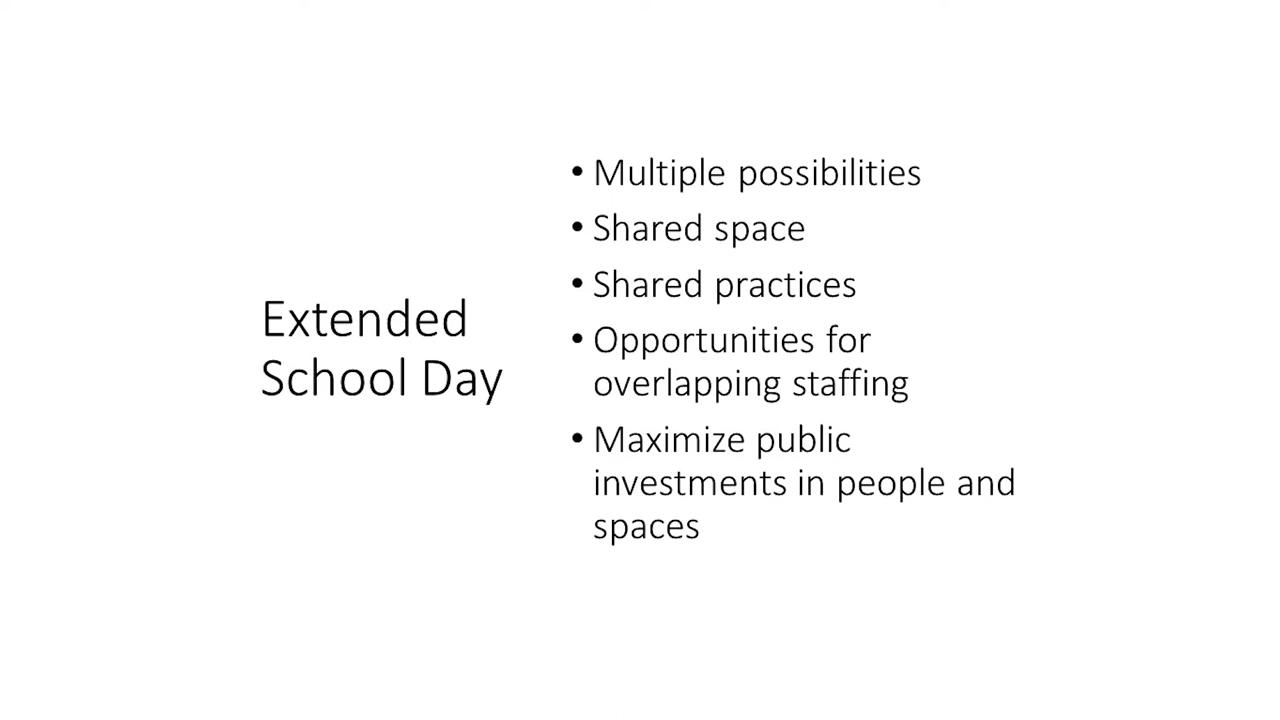 Extended
School Day
• Multiple possibilities
• Shared space
• Shared practices
• Opportunities for
overlapping staffing
• Maximize public
investments in people and
spaces